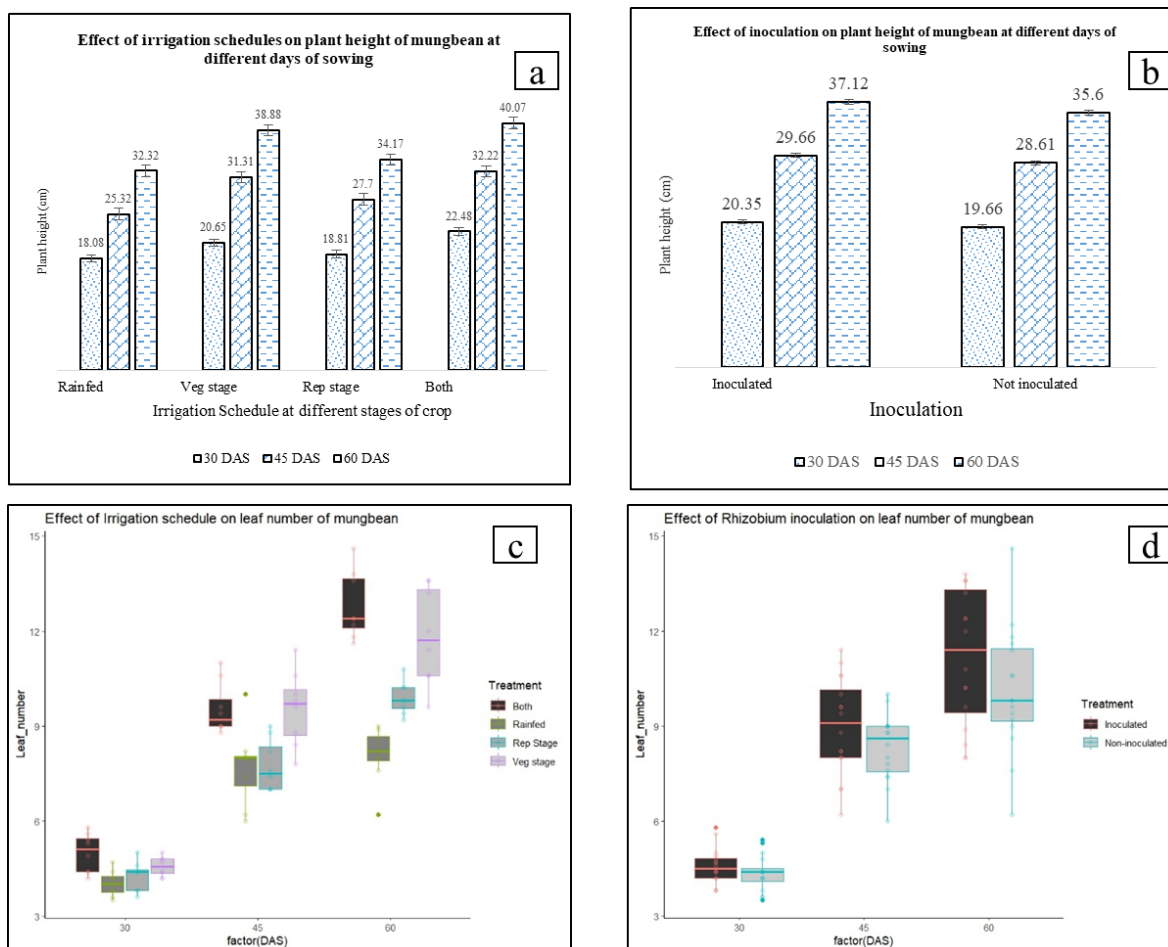 Effect of irrigation schedules on plant height of mungbean at
different days of sowing
a
40.07
38.88
34.17
32.32
32.22
31.31
27.7
25.32
22.48
20.65
18.81
18.08
Plant height (cm)
Rainfed Veg stage Rep stage Both
Irrigation Schedule at different stages of crop
30 DAS 45 DAS 60 DAS
Effect of inoculation on plant height of mungbean at different days of
sowing
b
37.12
35.6
29.66
28.61
20.35
19.66
Plant height (cm)
Inoculated Not inoculated
Inoculation
30 DAS 45 DAS 60 DAS
Effect of Irrigation schedule on leaf number of mungbean
c
15
12
9
6
3
Leaf_number
30 45 60
factor(DAS)
Treatment
Both
Rainfed
Rep Stage
Veg stage
Effect of Rhizobium inoculation on leaf number of mungbean
d
15
12
9
6
3
Leaf_number
30 45 60
factor(DAS)
Treatment
Inoculated
Non-inoculated